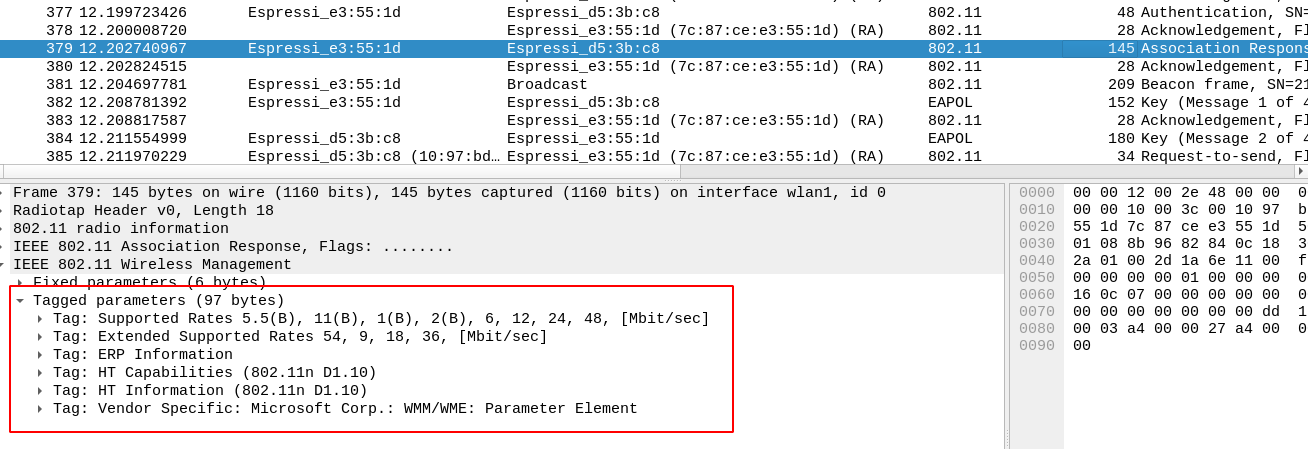 377 12.199723426 Espressi_e3:55:1d Espressi_d5:3b:c8 802.11 48 Authentication, SN=
378 12.200008720 Espressi_e3:55:1d (7c:87:ce:e3:55:1d) (RA) 802.11 28 Acknowledgement, Fl
379 12.202740967 Espressi_e3:55:1d Espressi_d5:3b:c8 802.11 145 Association Respons
380 12.202824515 Espressi_e3:55:1d (7c:87:ce:e3:55:1d) (RA) 802.11 28 Acknowledgement, Fl
381 12.204697781 Espressi_e3:55:1d Broadcast 802.11 209 Beacon frame, SN=21
382 12.208781392 Espressi_e3:55:1d Espressi_d5:3b:c8 EAPOL 152 Key (Message 1 of 4
383 12.208817587 Espressi_e3:55:1d (7c:87:ce:e3:55:1d) (RA) 802.11 28 Acknowledgement, Fl
384 12.211554999 Espressi_d5:3b:c8 Espressi_e3:55:1d EAPOL 180 Key (Message 2 of 4
385 12.211970229 Espressi_d5:3b:c8 (10:97:bd… Espressi_e3:55:1d (7c:87:ce:e3:55:1d) (RA) 802.11 34 Request-to-send, Fl
Frame 379: 145 bytes on wire (1160 bits), 145 bytes captured (1160 bits) on interface wlan1, id 0
Radiotap Header v0, Length 18
802.11 radio information
IEEE 802.11 Association Response, Flags: ........
IEEE 802.11 Wireless Management
Fixed parameters (6 bytes)
Tagged parameters (97 bytes)
Tag: Supported Rates 5.5(B), 11(B), 1(B), 2(B), 6, 12, 24, 48, [Mbit/sec]
Tag: Extended Supported Rates 54, 9, 18, 36, [Mbit/sec]
Tag: ERP Information
Tag: HT Capabilities (802.11n D1.10)
Tag: HT Information (802.11n D1.10)
Tag: Vendor Specific: Microsoft Corp.: WMM/WME: Parameter Element
0000 00 00 12 00 2e 48 00 00 0
0010 00 00 10 00 3c 00 10 97 b
0020 55 1d 7c 87 ce e3 55 1d 5
0030 01 08 8b 96 82 84 0c 18 3
0040 2a 01 00 2d 1a 6e 11 00 f
0050 00 00 00 00 01 00 00 00 0
0060 16 0c 07 00 00 00 00 00 0
0070 00 00 00 00 00 00 00 dd 1
0080 00 03 a4 00 00 27 a4 00 0
0090 00